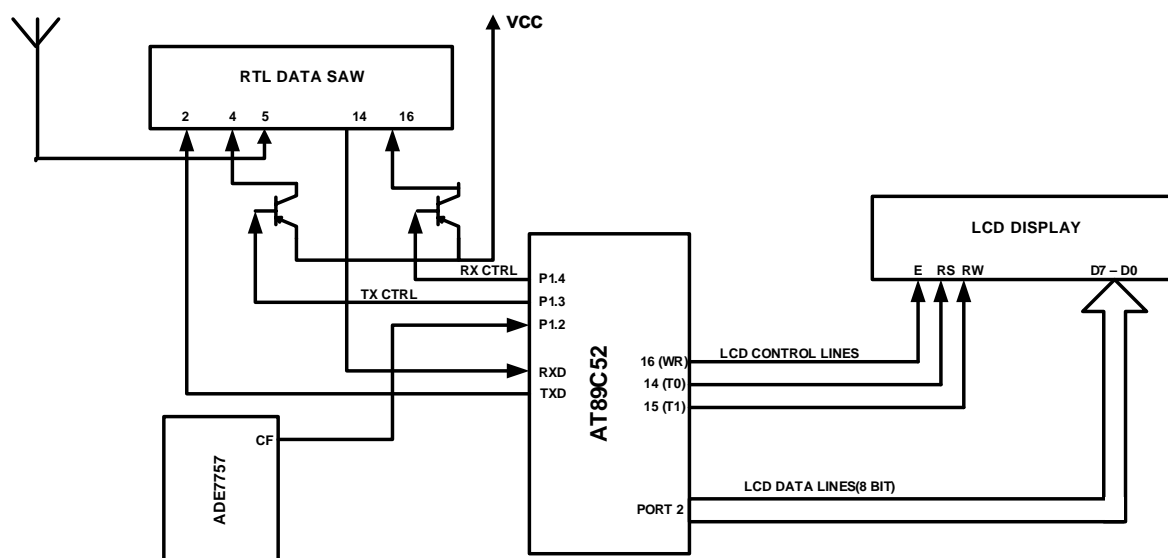 VCC
RTL DATA SAW
2 4 5 14 16
LCD DISPLAY
E RS RW D7 – D0
RX CTRL
P1.4
TX CTRL
P1.3
P1.2
RXD
TXD
AT89C52
16 (WR)
LCD CONTROL LINES
14 (T0)
15 (T1)
CF
ADE7757
LCD DATA LINES(8 BIT)
PORT 2